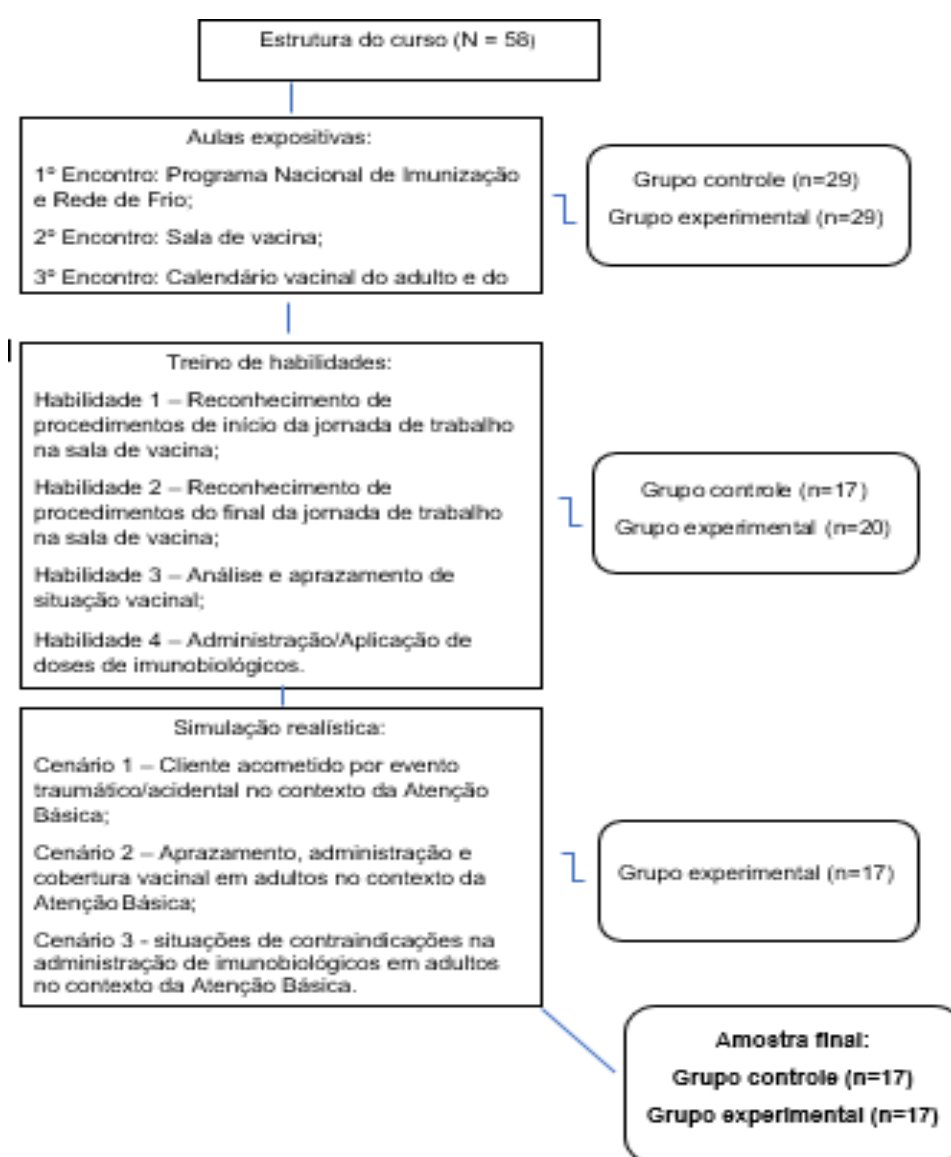 Estrutura do curso (N = 58)
Aulas expositivas:
1º Encontro: Programa Nacional de Imunização
e Rede de Frio;
2º Encontro: Sala de vacina;
3º Encontro: Calendário vacinal do adulto e do
Grupo controle (n=29)
Grupo experimental (n=29)
Treino de habilidades:
Habilidade 1 – Reconhecimento de
procedimentos de início da jornada de trabalho
na sala de vacina;
Habilidade 2 – Reconhecimento de
procedimentos do final da jornada de trabalho
na sala de vacina;
Habilidade 3 – Análise e aprazamento de
situação vacinal;
Habilidade 4 – Administração/Aplicação de
doses de imunobiológicos.
Grupo controle (n=17)
Grupo experimental (n=20)
Simulação realística:
Cenário 1 – Cliente acometido por evento
traumático/acidental no contexto da Atenção
Básica;
Cenário 2 – Aprazamento, administração e
cobertura vacinal em adultos no contexto da
Atenção Básica;
Cenário 3 - situações de contraindicações na
administração de imunobiológicos em adultos
no contexto da Atenção Básica.
Grupo experimental (n=17)
Amostra final:
Grupo controle (n=17)
Grupo experimental (n=17)